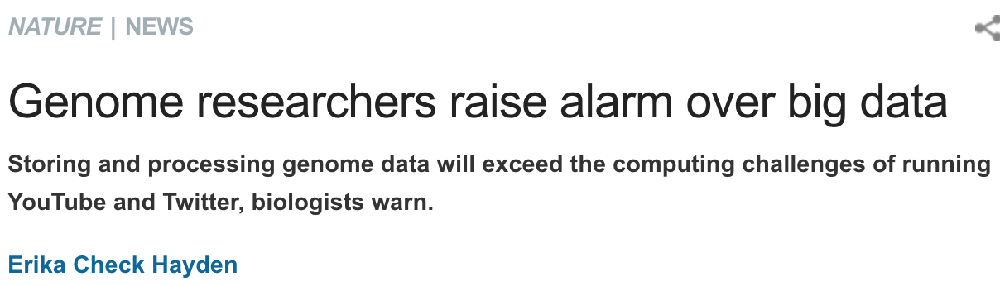 NATURE | NEWS
Genome researchers raise alarm over big data
Storing and processing genome data will exceed the computing challenges of running
YouTube and Twitter, biologists warn.
Erika Check Hayden